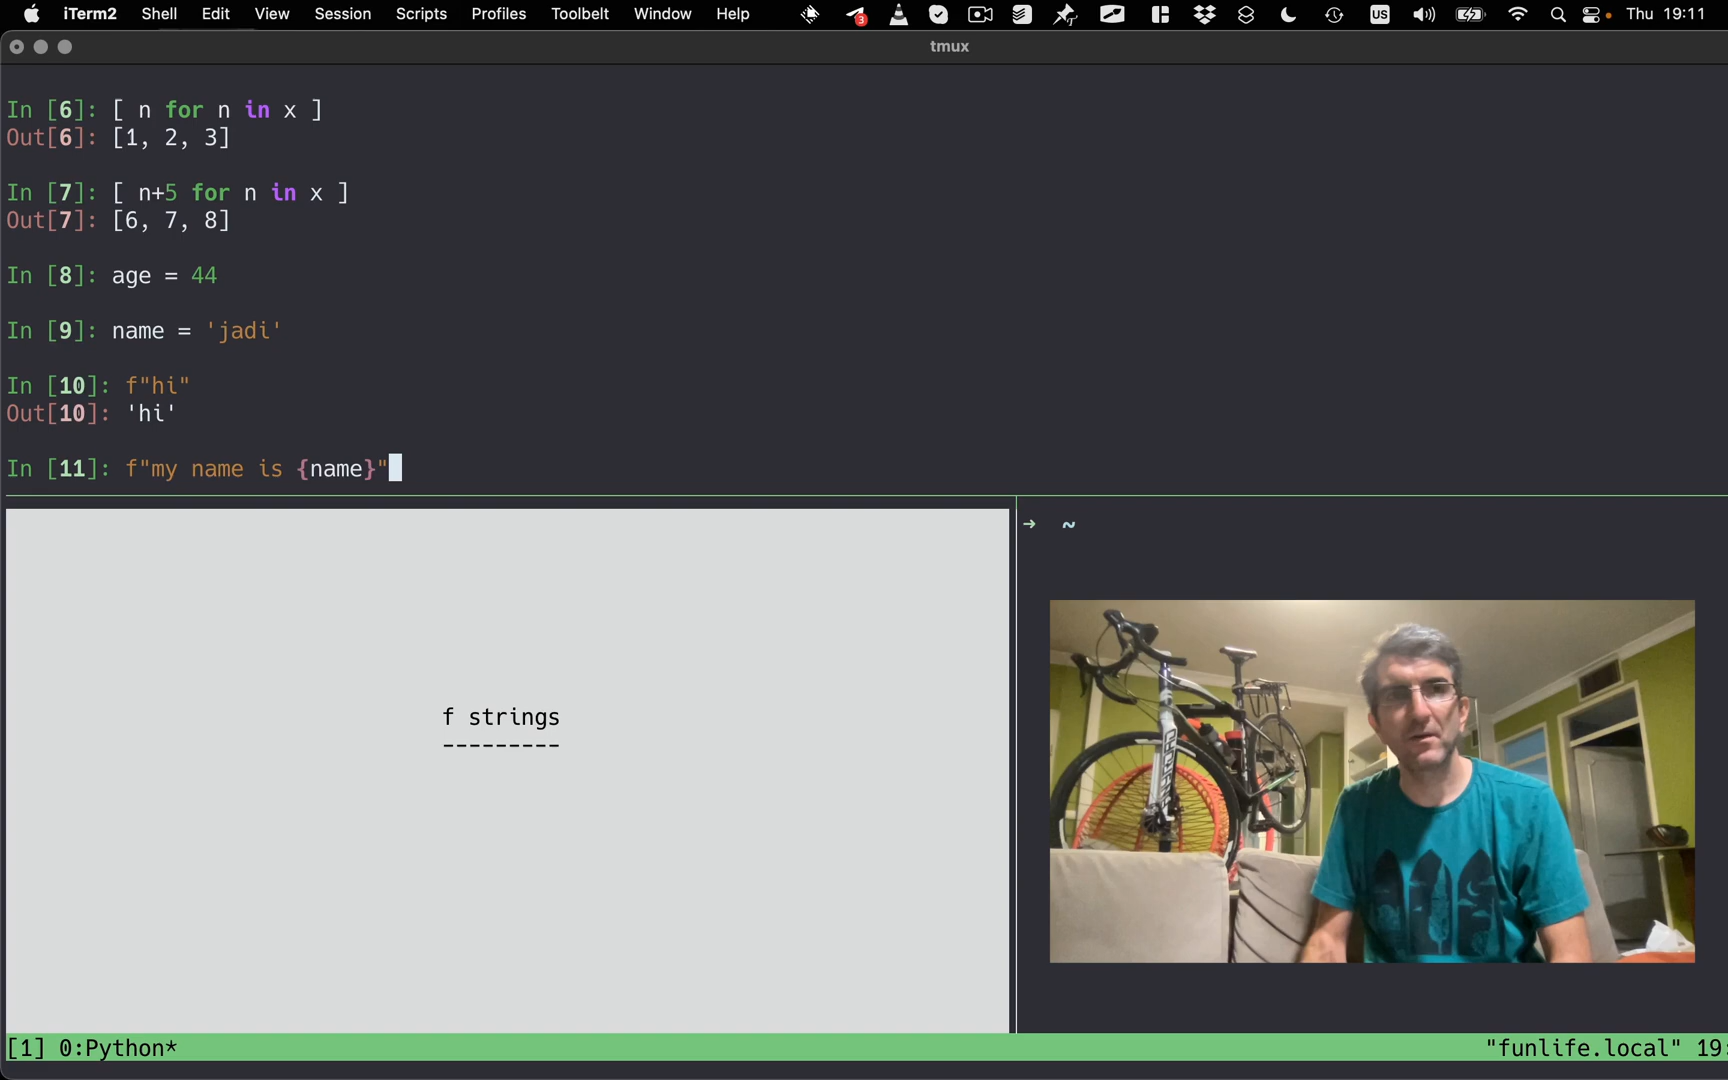 iTerm2 Shell Edit View Session Scripts Profiles Toolbelt Window Help 3 US Thu 19:11
tmux
In [6]: [ n for n in x ]
Out[6]: [1, 2, 3]
In [7]: [ n+5 for n in x ]
Out[7]: [6, 7, 8]
In [8]: age = 44
In [9]: name = 'jadi'
In [10]: f"hi"
Out[10]: 'hi'
In [11]: f"my name is {name}"
→ ~
f strings
---------
[1] 0:Python* "funlife.local" 19: